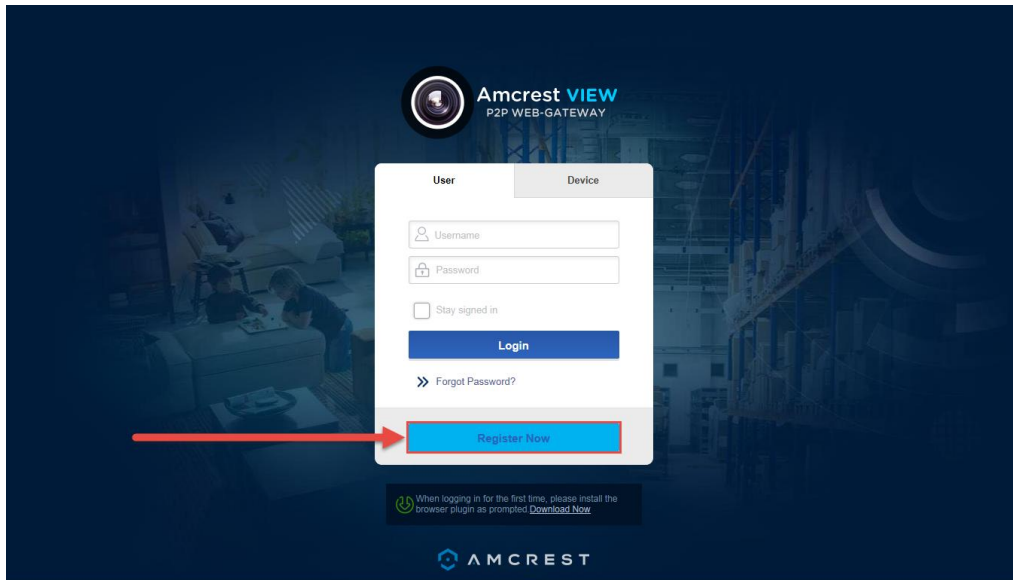 Amcrest VIEW
P2P WEB-GATEWAY
User
Device
Username
Password
Stay signed in
Login
Forgot Password?
Register Now
When logging in for the first time, please install the
browser plugin as prompted.Download Now
AMCREST